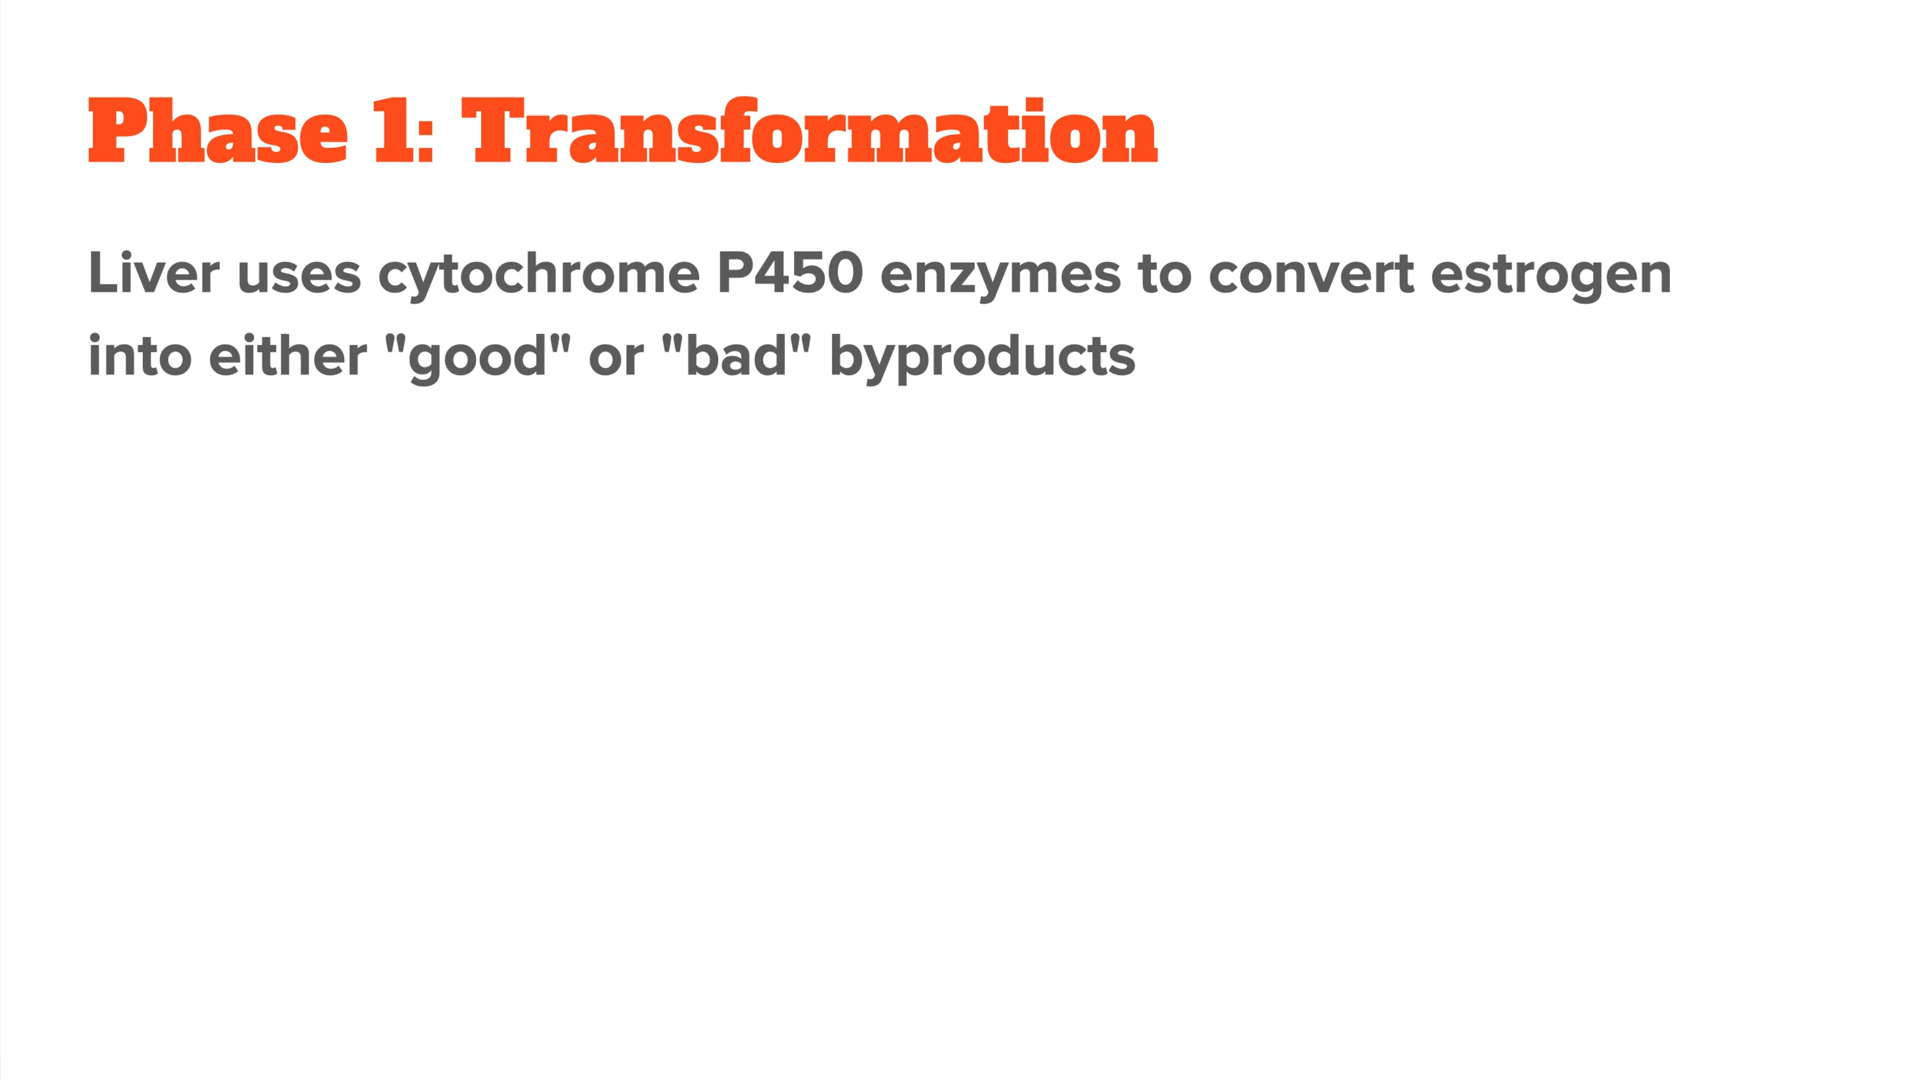 Phase 1: Transformation
Liver uses cytochrome P450 enzymes to convert estrogen
into either "good" or "bad" byproducts